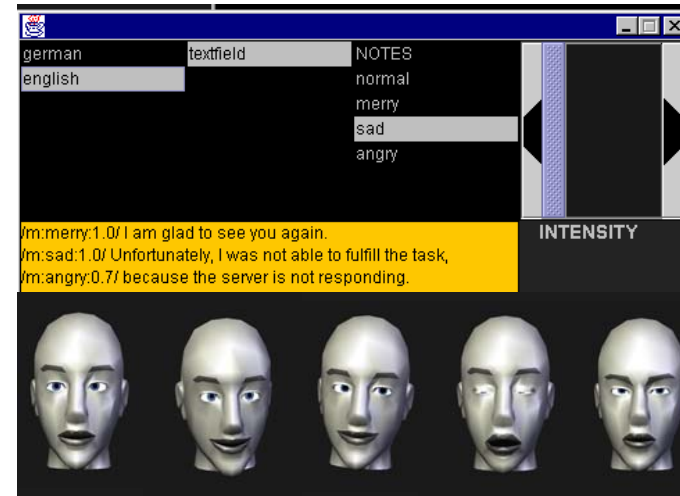 german
english
textfield
NOTES
normal
merry
sad
angry
INTENSITY
/m:merry:1.0/ I am glad to see you again.
/m:sad:1.0/ Unfortunately, I was not able to fulfill the task,
/m:angry:0.7/ because the server is not responding.